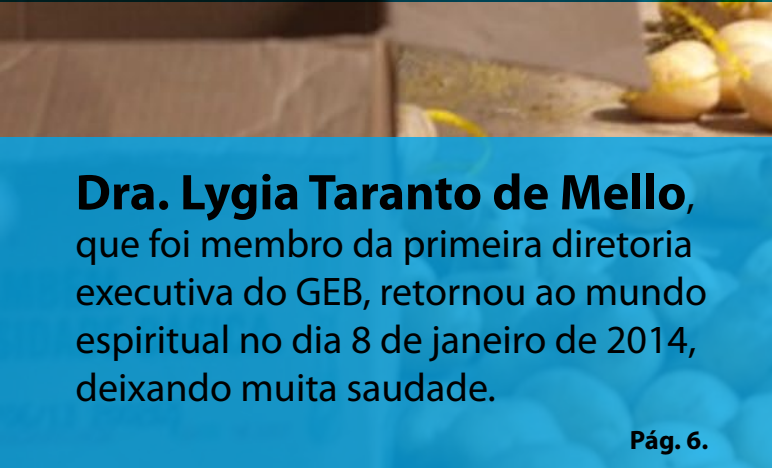 Dra. Lygia Taranto de Mello,
que foi membro da primeira diretoria
executiva do GEB, retornou ao mundo
espiritual no dia 8 de janeiro de 2014,
deixando muita saudade.
Pág. 6.